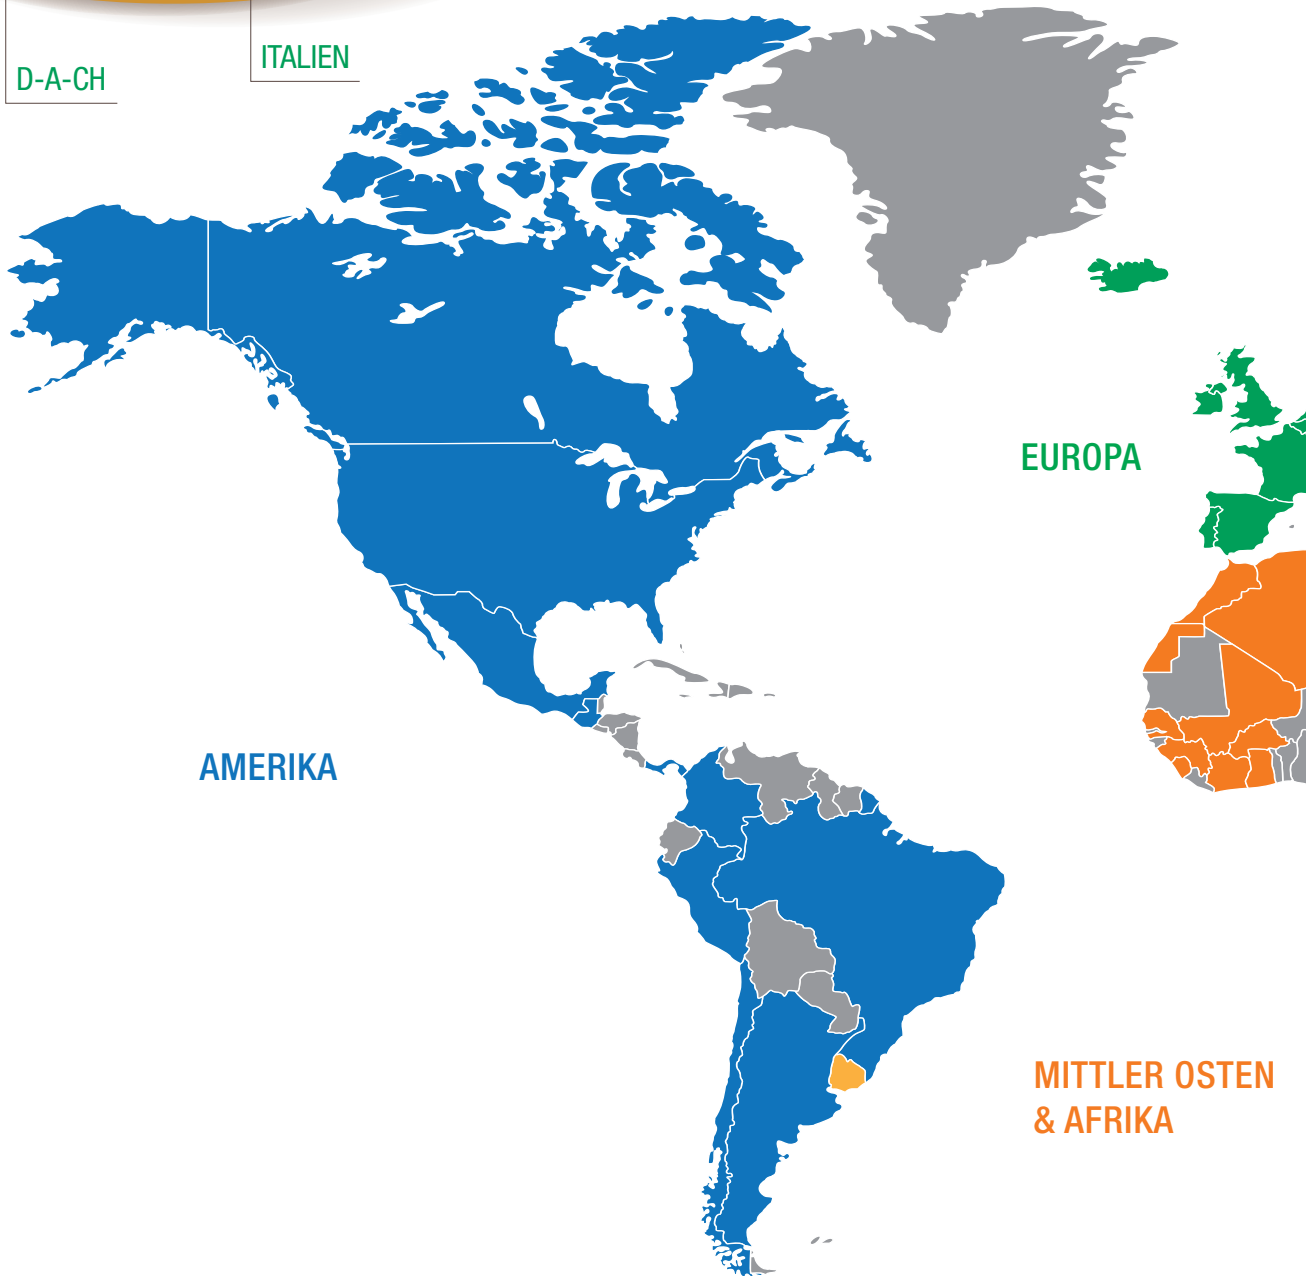 D-A-CH
ITALIEN
EUROPA
AMERIKA
MITTLER OSTEN
& AFRIKA